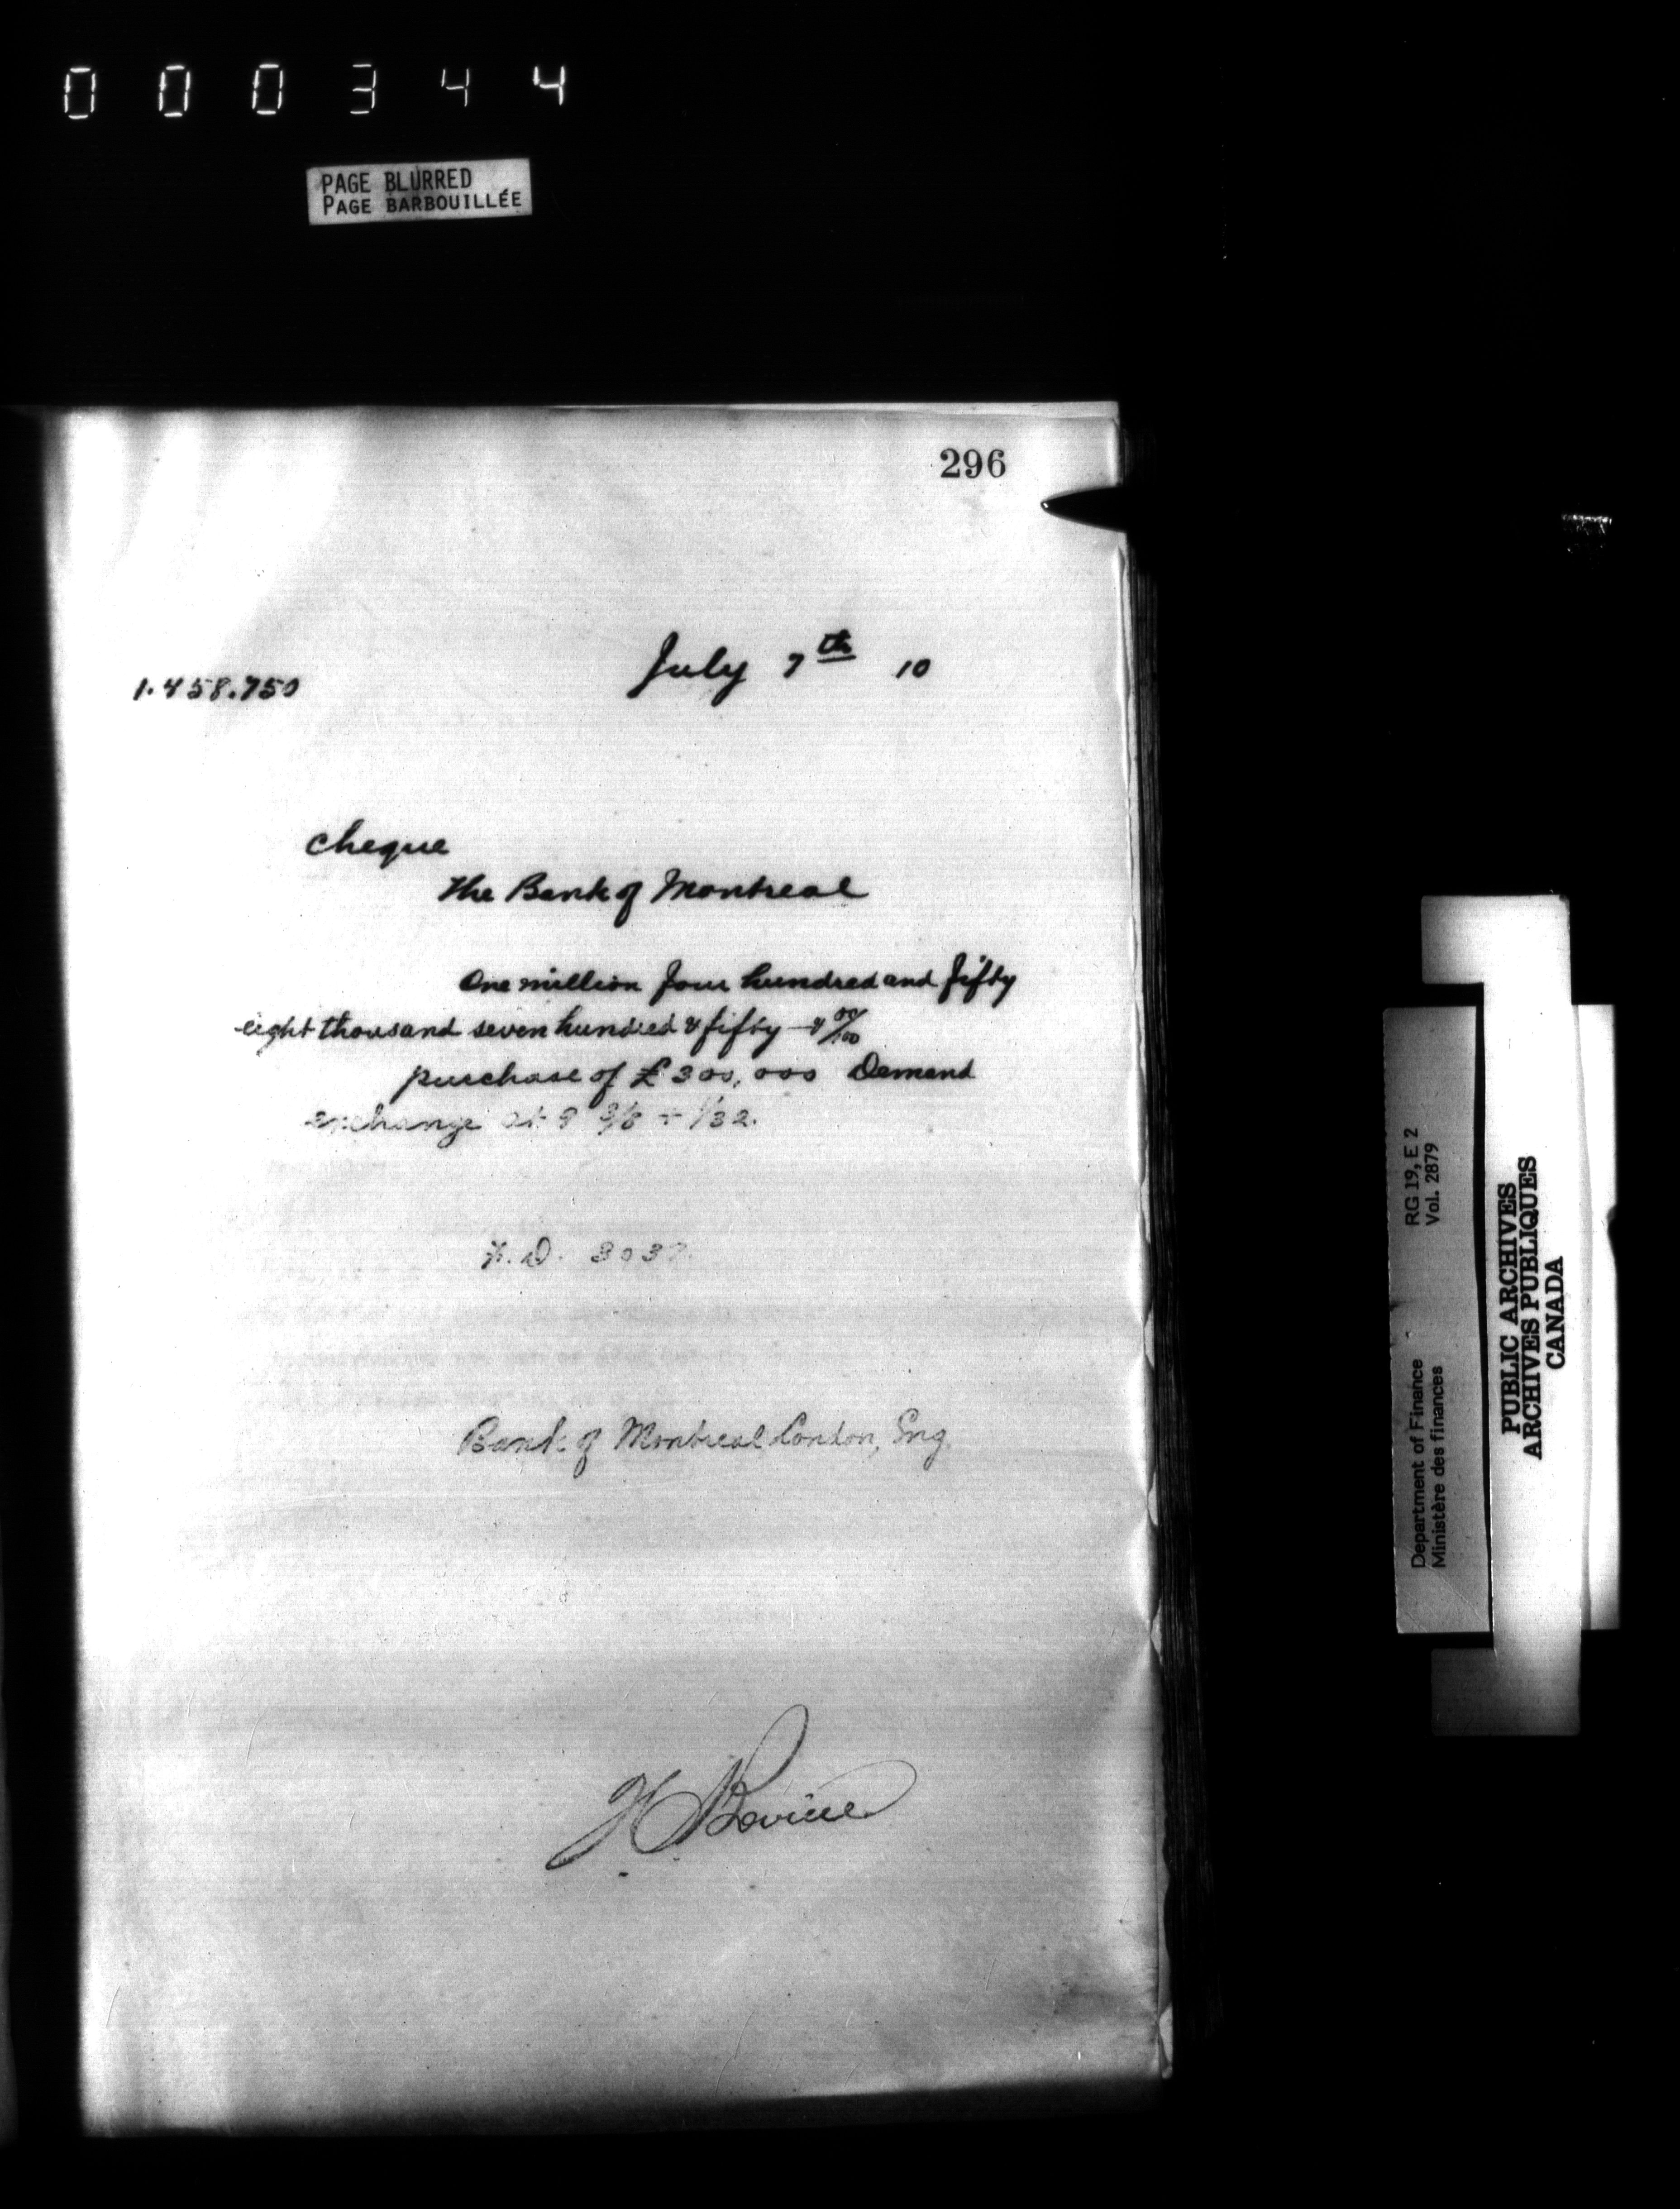 000344
PAGE BLURRED
PAGE BARBOUILLÉE
296
July 7th 10
1.458.750
Cheque
The Bank of Montreal
One million four hundred and fifty
eight thousand seven hundred & fifty — & 00/100
purchase of £300,000 Demand
exchange at 9 3/8 + 1/32.
D. 3037
Bank of Montreal London, Eng.
RG 19, E 2
Vol. 2879
Department of Finance
Ministère des finances
PUBLIC ARCHIVES
ARCHIVES PUBLIQUES
CANADA